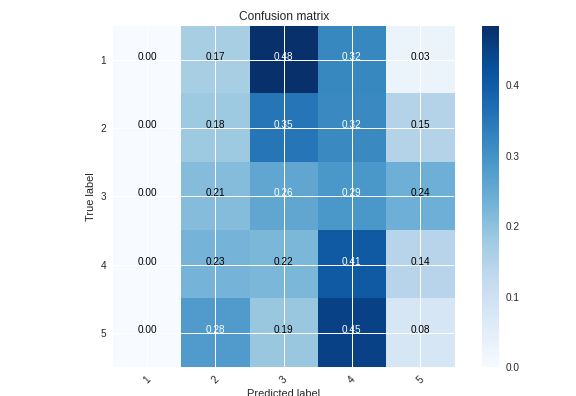 Confusion matrix
1 0.00 0.17 0.48 0.32 0.03
2 0.00 0.18 0.35 0.32 0.15
3 0.00 0.21 0.26 0.29 0.24
4 0.00 0.23 0.22 0.41 0.14
5 0.00 0.28 0.19 0.45 0.08
True label
1 2 3 4 5
Predicted label
0.4
0.3
0.2
0.1
0.0